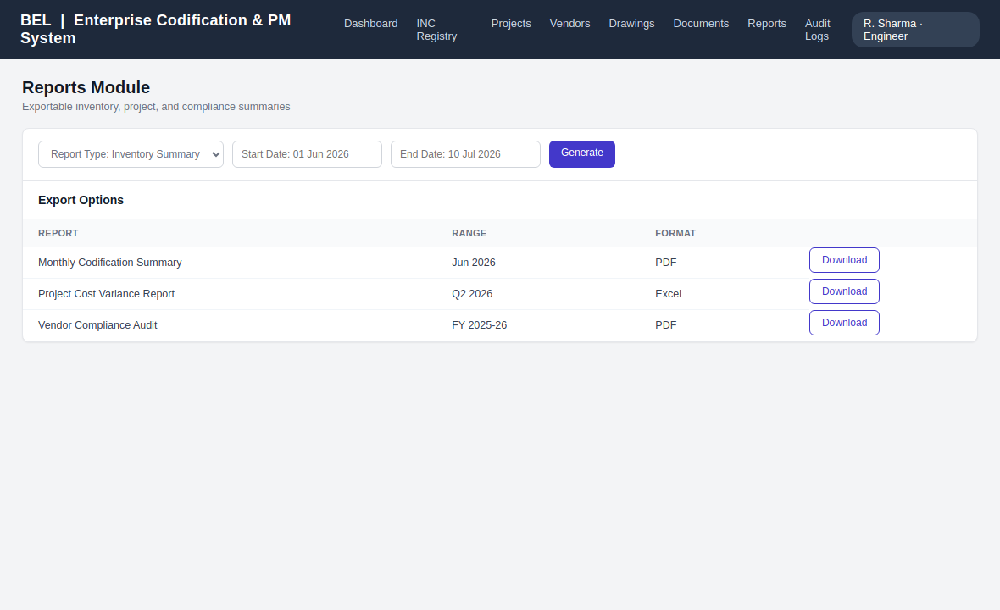 BEL | Enterprise Codification & PM
System
Dashboard
INC
Registry
Projects
Vendors
Drawings
Documents
Reports
Audit
Logs
R. Sharma ·
Engineer
Reports Module
Exportable inventory, project, and compliance summaries
Report Type: Inventory Summary
Start Date: 01 Jun 2026
End Date: 10 Jul 2026
Generate
Export Options
REPORT RANGE FORMAT
Monthly Codification Summary Jun 2026 PDF Download
Project Cost Variance Report Q2 2026 Excel Download
Vendor Compliance Audit FY 2025-26 PDF Download